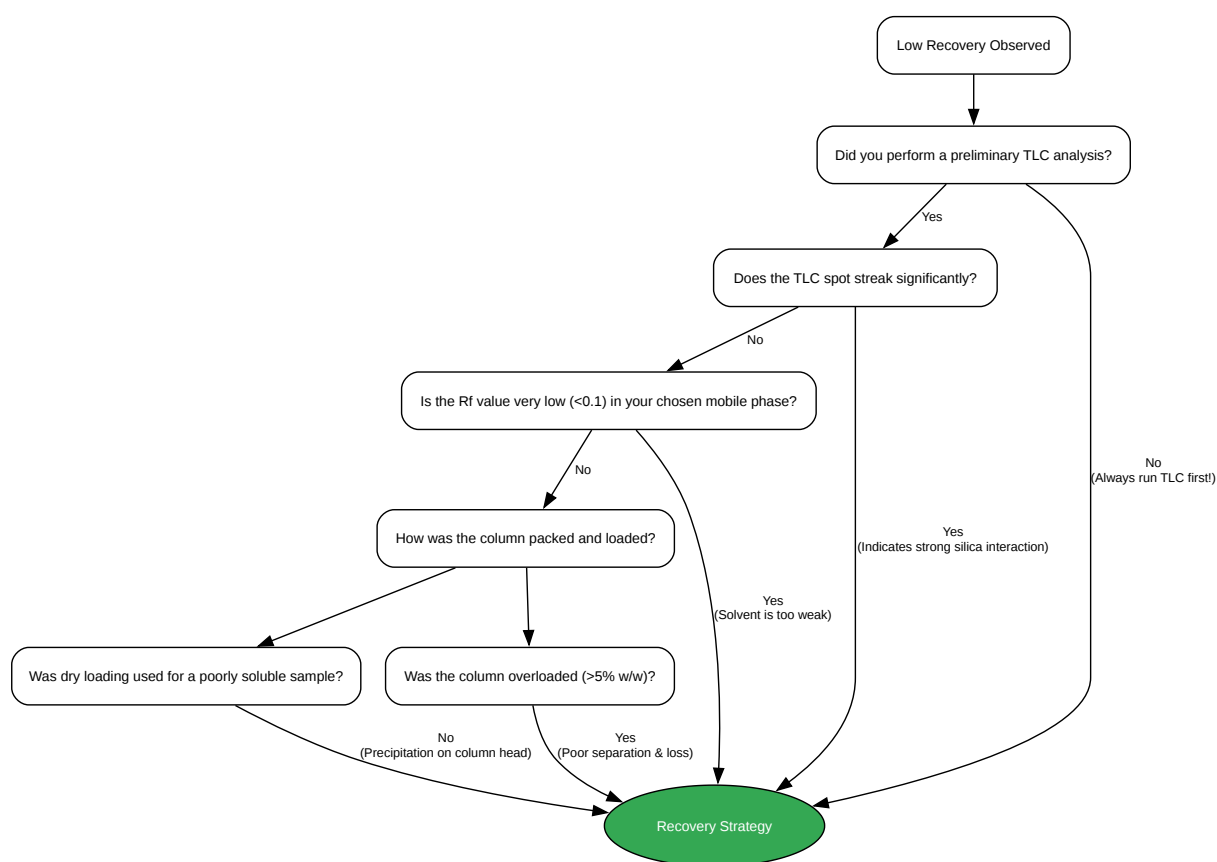 Low Recovery Observed
Did you perform a preliminary TLC analysis?
Yes
Does the TLC spot streak significantly?
No
Is the Rf value very low (<0.1) in your chosen mobile phase?
No
(Always run TLC first!)
No
How was the column packed and loaded?
Yes
(Indicates strong silica interaction)
Yes
(Solvent is too weak)
Was dry loading used for a poorly soluble sample?
Was the column overloaded (>5% w/w)?
No
(Precipitation on column head)
Yes
(Poor separation & loss)
Recovery Strategy